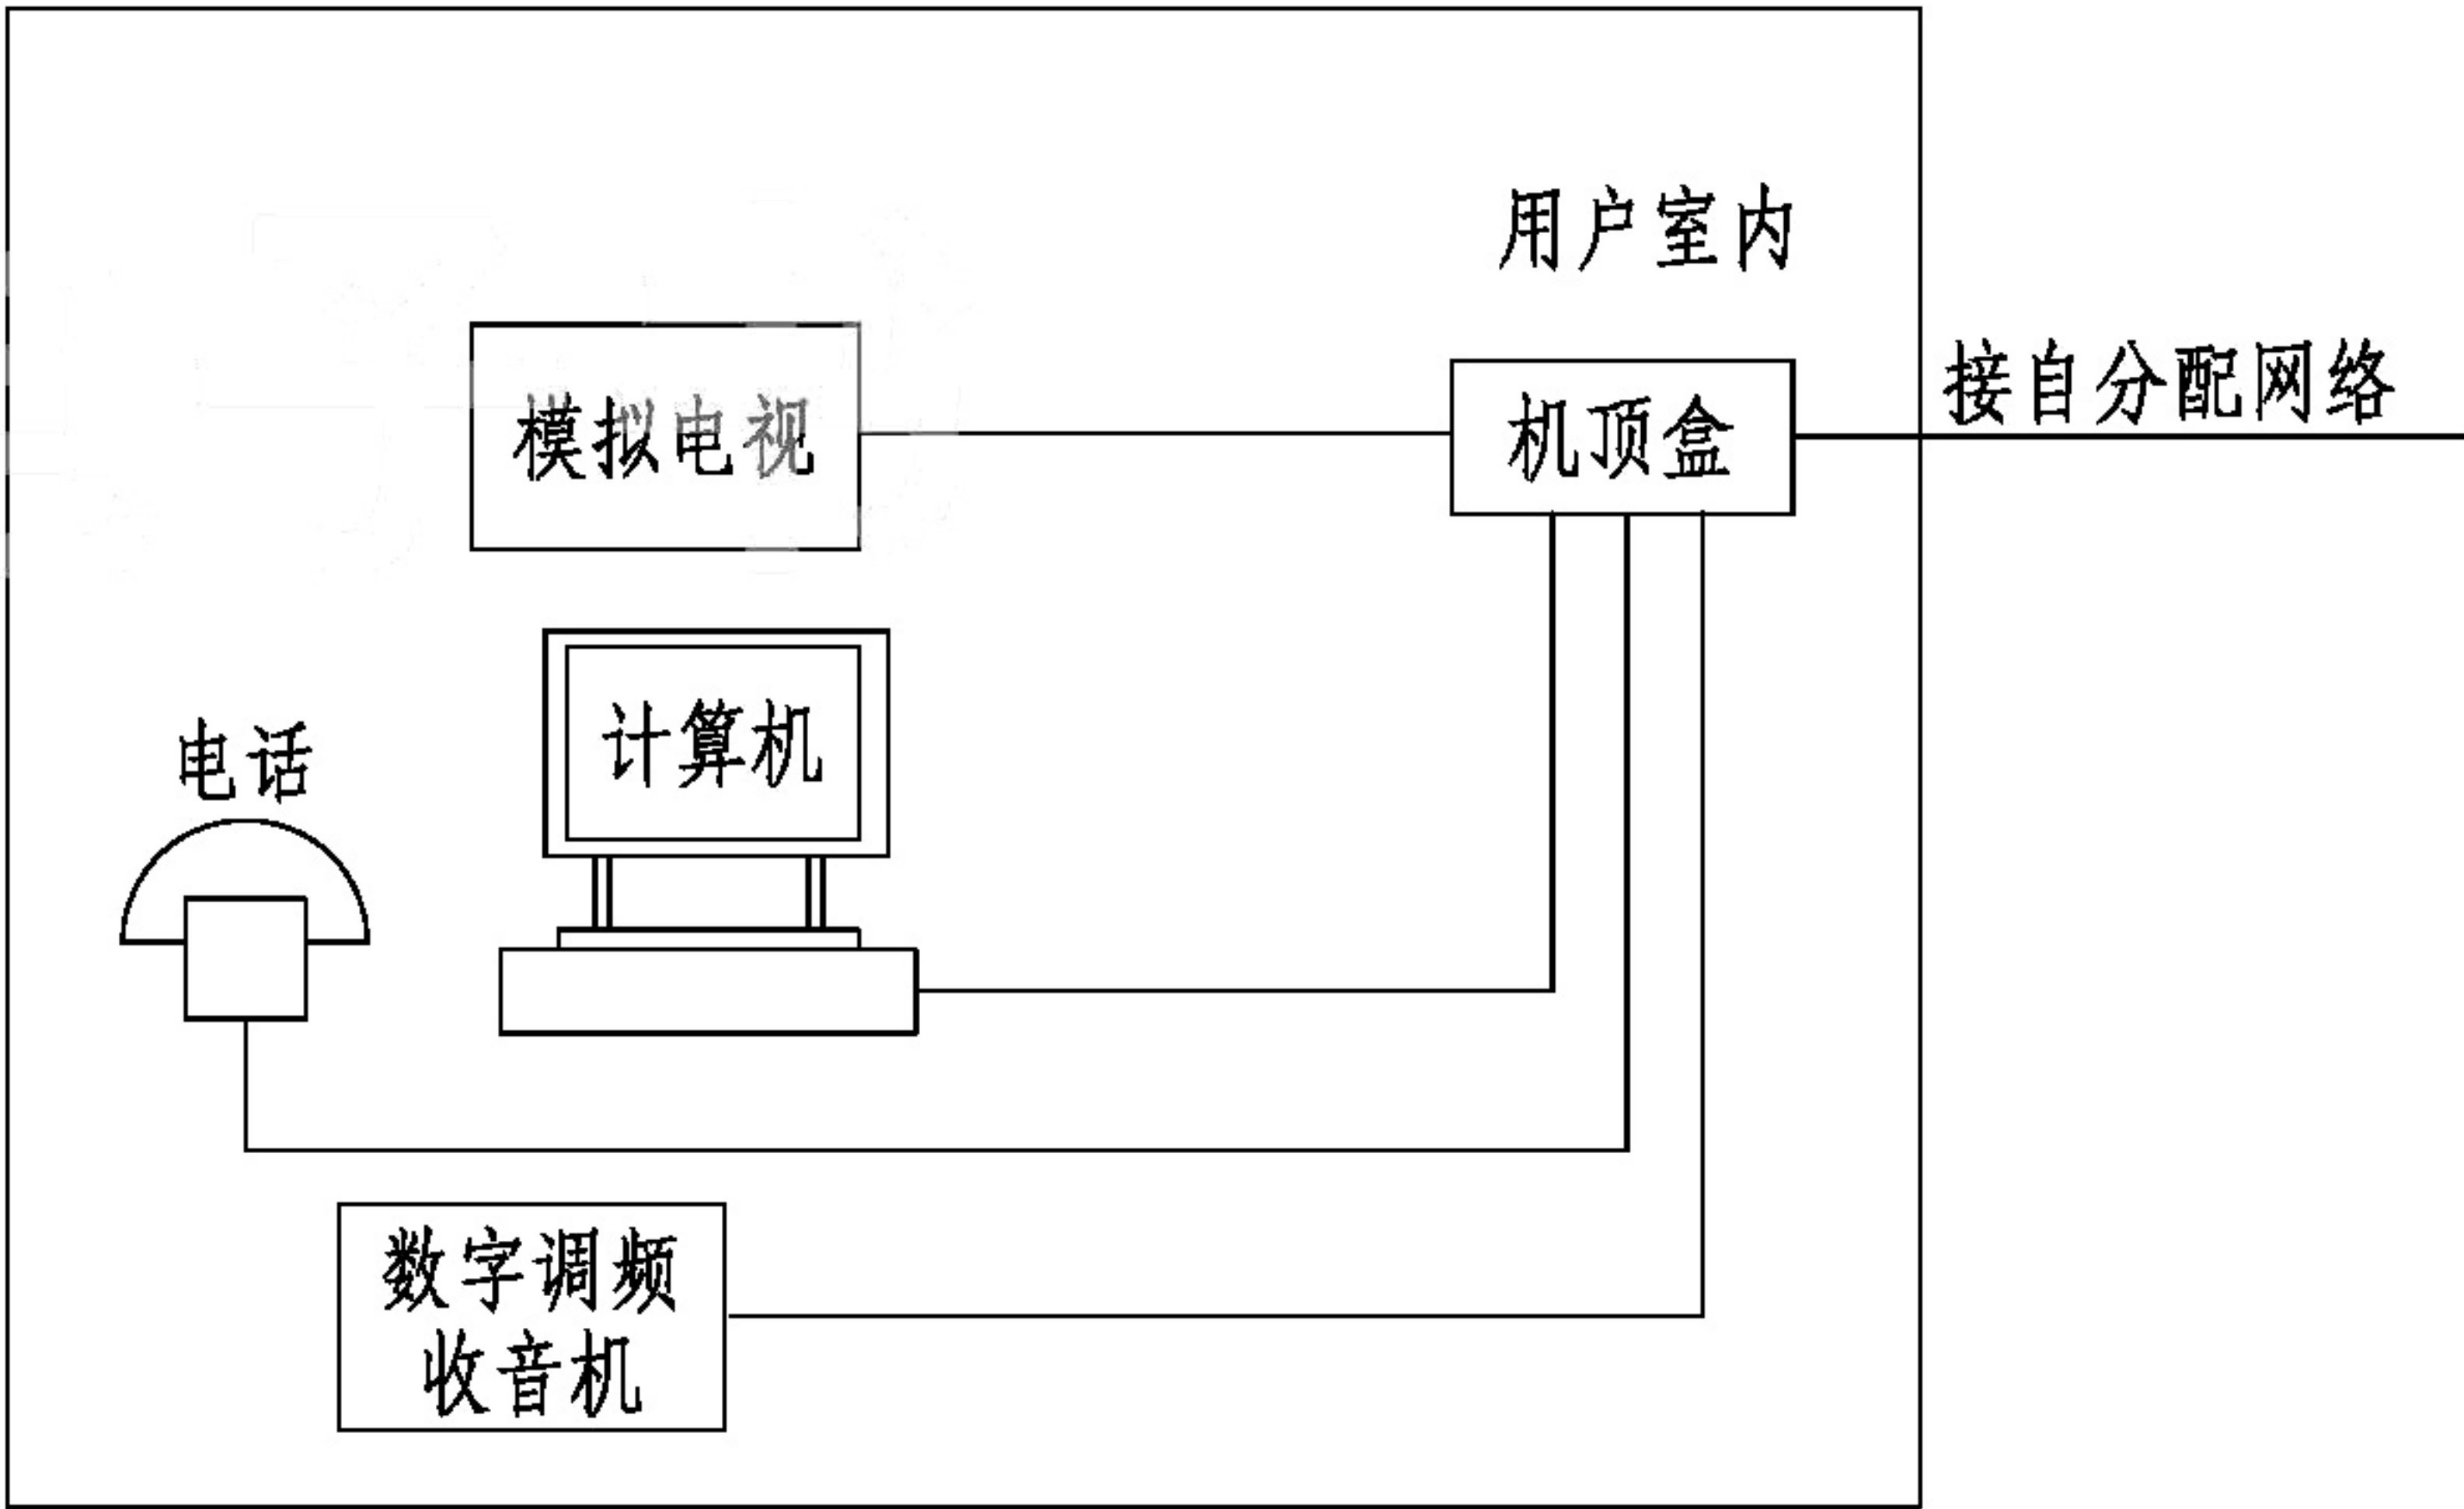 用户室内
接自分配网络
模拟电视
机顶盒
计算机
电话
数字调频
收音机